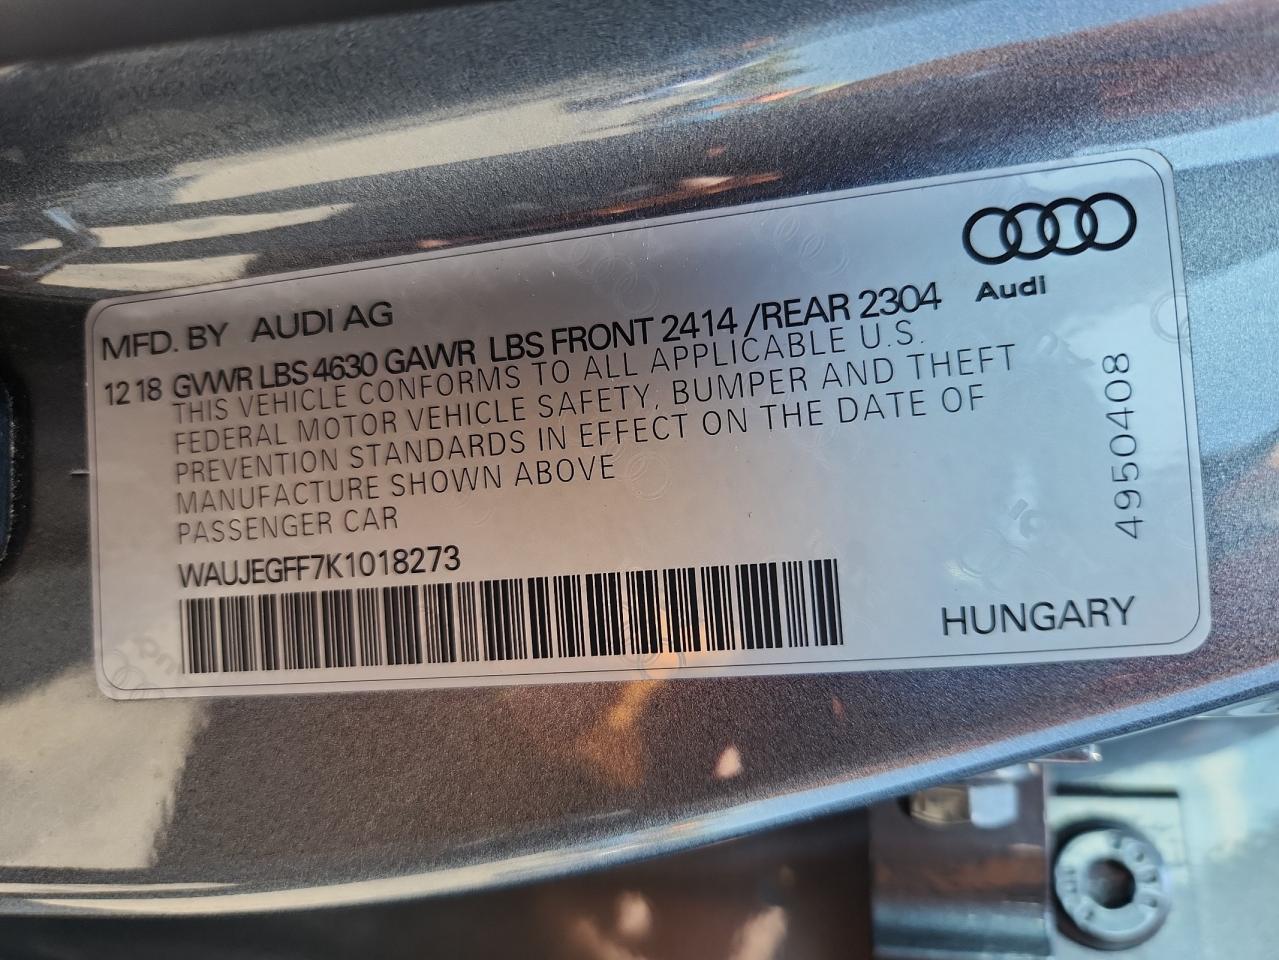 Audi
MFD. BY AUDI AG
12 18 GVWR LBS 4630 GAWR LBS FRONT 2414 /REAR 2304
THIS VEHICLE CONFORMS TO ALL APPLICABLE U.S.
FEDERAL MOTOR VEHICLE SAFETY, BUMPER AND THEFT
PREVENTION STANDARDS IN EFFECT ON THE DATE OF
MANUFACTURE SHOWN ABOVE
PASSENGER CAR
WAUJEGFF7K1018273
4950408
HUNGARY